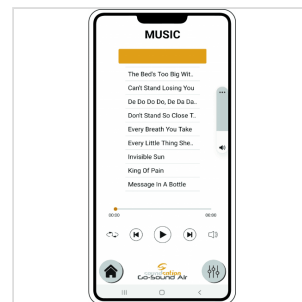 MUSIC
The Bed's Too Big Wit..
Can't Stand Losing You
De Do Do Do, De Da Da..
Don't Stand So Close T..
Every Breath You Take
Every Little Thing She..
Invisible Sun
King Of Pain
Message In A Bottle
00:00 00:00
soundsation
Go-Sound Air